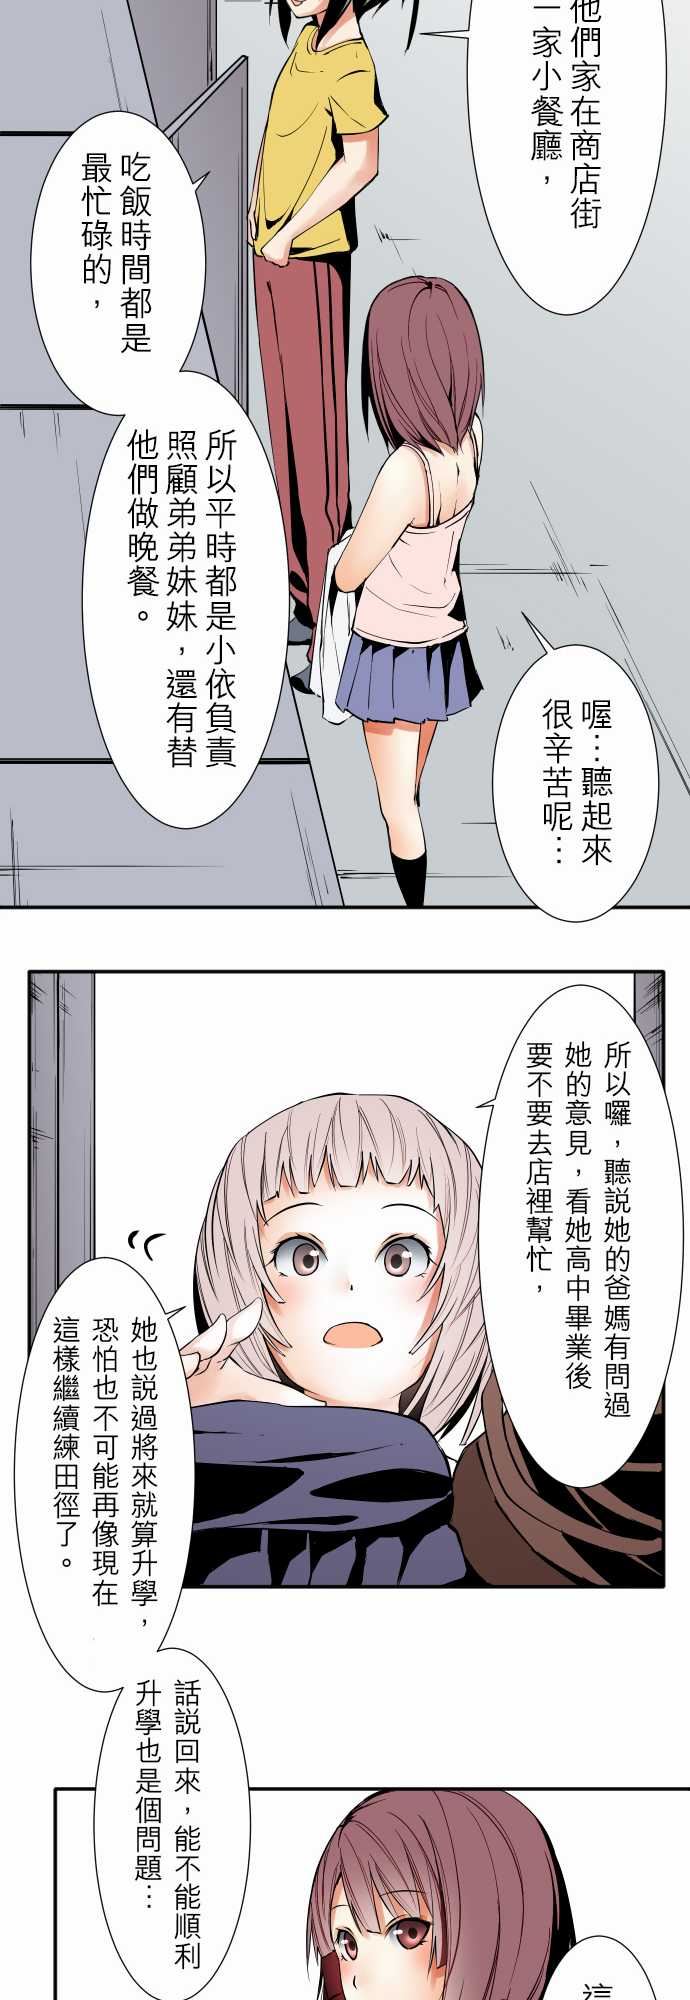 他們家在商店街
一家小餐廳，
吃飯時間都是
最忙碌的，
所以平時都是小依負責
照顧弟弟妹妹，還有替
他們做晚餐。
喔…聽起來
很辛苦呢…
所以囉，聽說她的爸媽有問過
她的意見，看她高中畢業後
要不要去店裡幫忙，
她也說過將來就算升學，
恐怕也不可能再像現在
這樣繼續練田徑了。
話說回來，能不能順利
升學也是個問題…
這